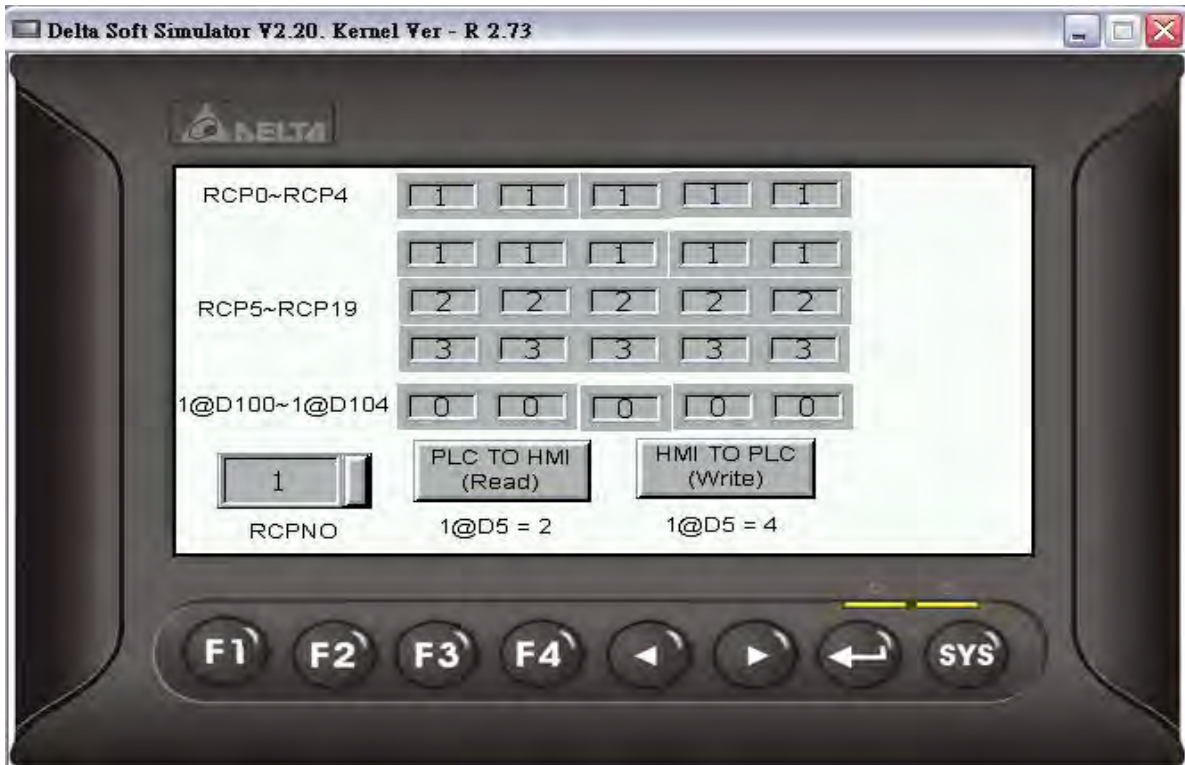 Delta Soft Simulator V2.20. Kernel Ver - R 2.73
DELTA
RCP0~RCP4 1 1 1 1 1
1 1 1 1 1
RCP5~RCP19 2 2 2 2 2
3 3 3 3 3
1@D100~1@D104 0 0 0 0 0
1 PLC TO HMI (Read) HMI TO PLC (Write)
RCPNO 1@D5 = 2 1@D5 = 4
F1 F2 F3 F4 SYS